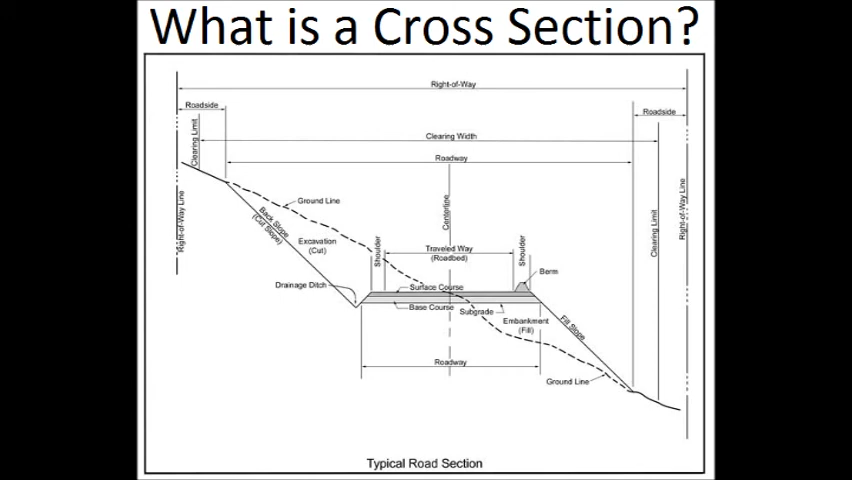 What is a Cross Section?
Right-of-Way
Roadside
Roadside
Clearing Limit
Clearing Width
Roadway
Right-of-Way Line
Ground Line
Back Slope
(Cut Slope)
Excavation
(Cut)
Centerline
Shoulder
Traveled Way
(Roadbed)
Shoulder
Clearing Limit
Right-of-Way Line
Berm
Drainage Ditch
Surface Course
Base Course
Subgrade
Embankment
(Fill)
Fill Slope
Roadway
Ground Line
Typical Road Section